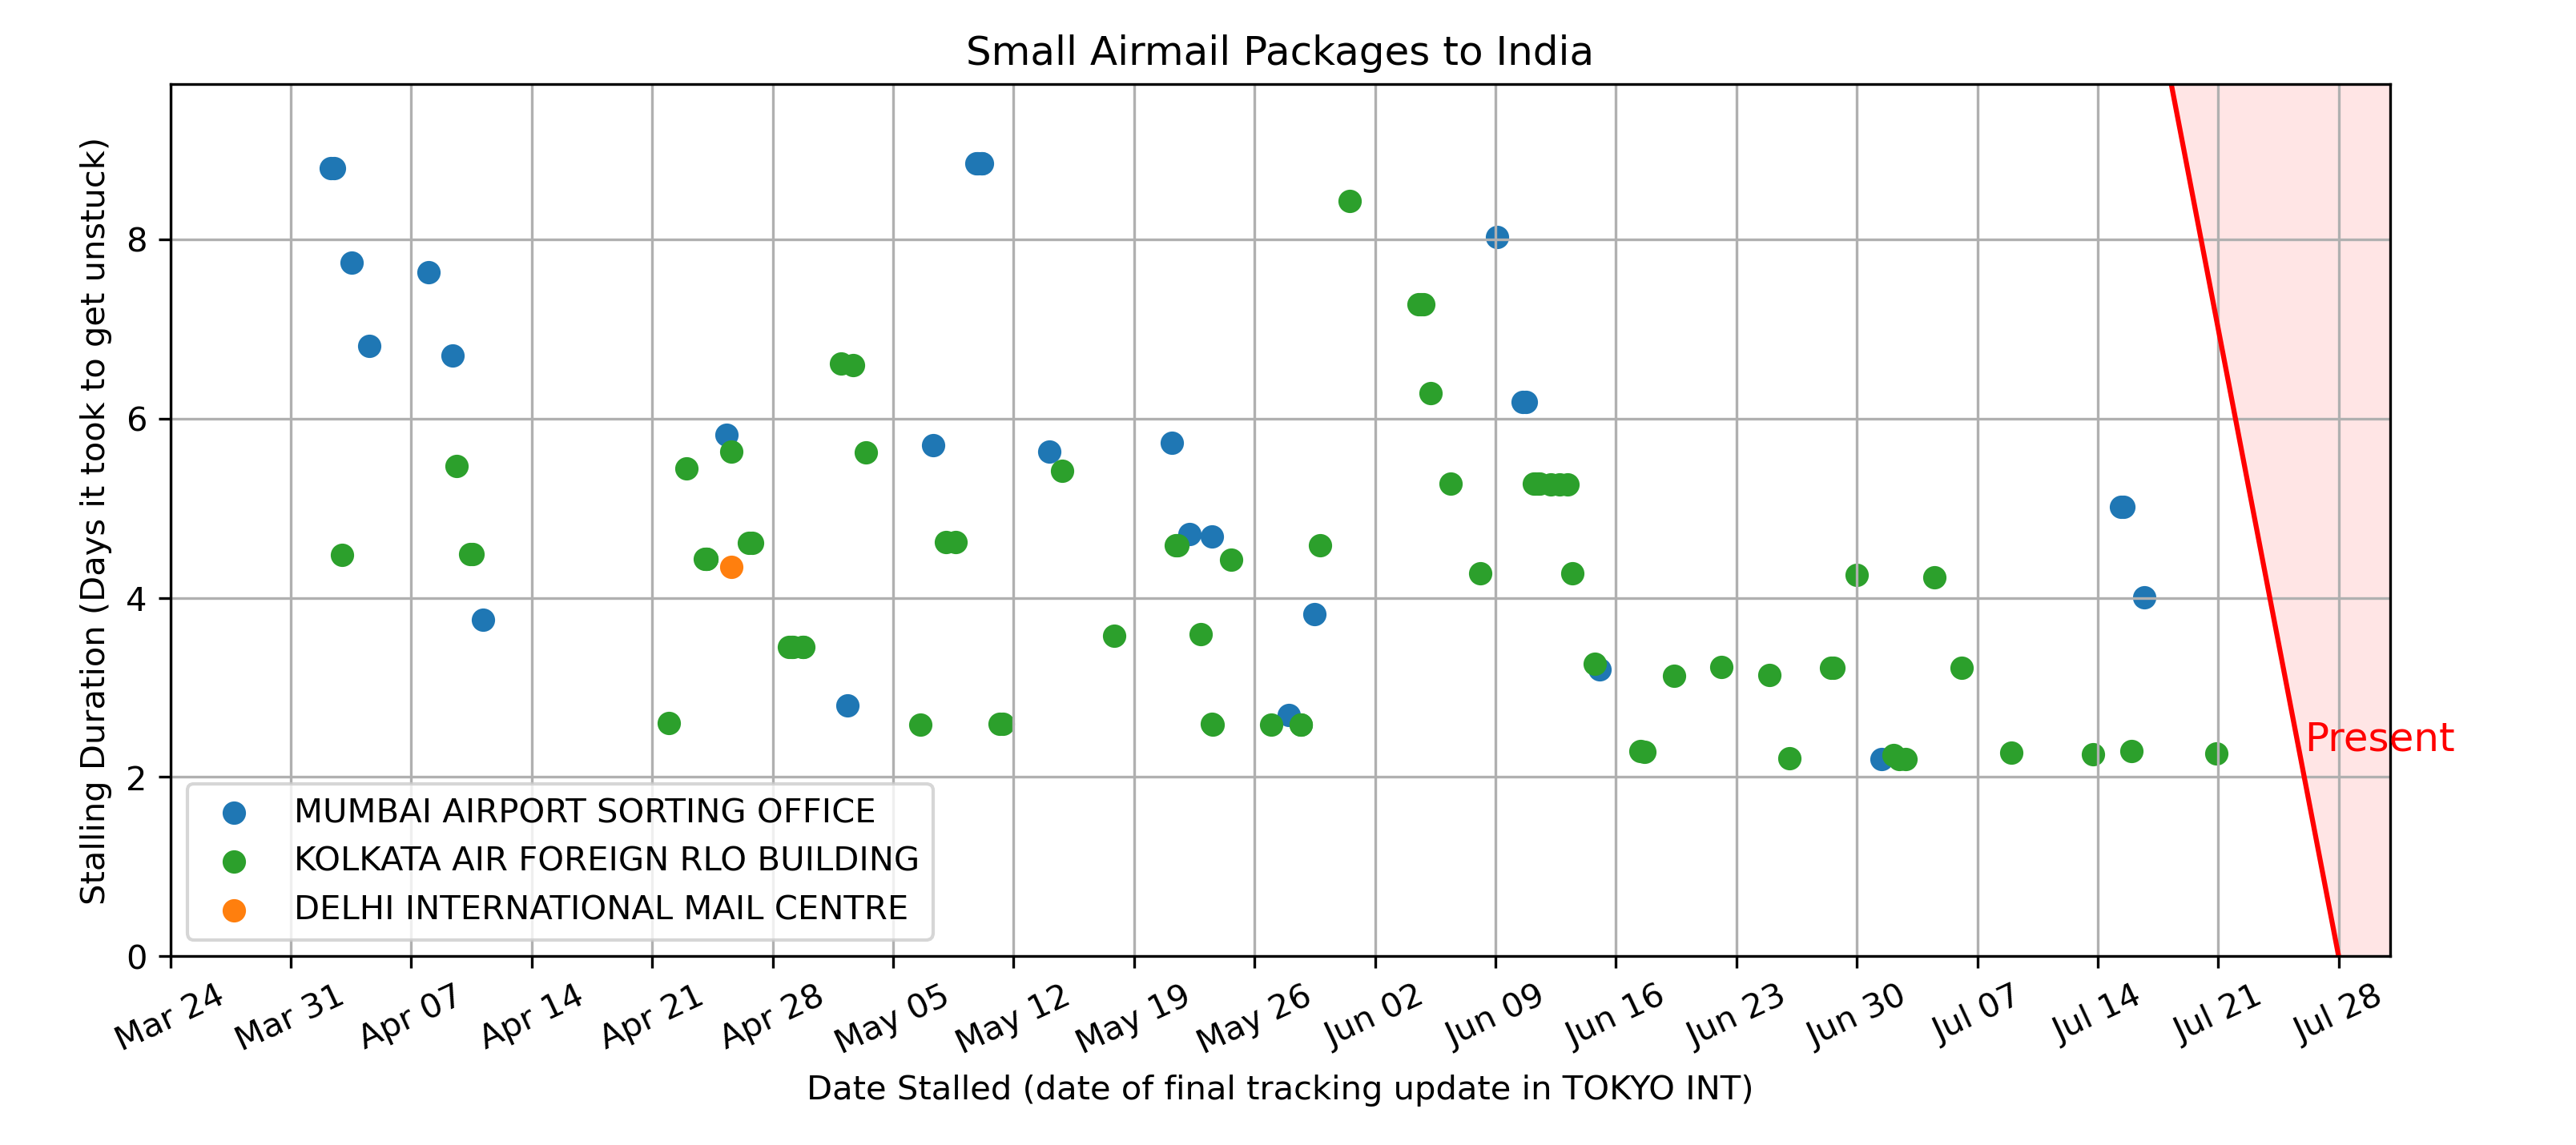 Small Airmail Packages to India
Stalling Duration (Days it took to get unstuck)
8
6
4
2
0
Present
MUMBAI AIRPORT SORTING OFFICE
KOLKATA AIR FOREIGN RLO BUILDING
DELHI INTERNATIONAL MAIL CENTRE
Mar 24 Mar 31 Apr 07 Apr 14 Apr 21 Apr 28 May 05 May 12 May 19 May 26 Jun 02 Jun 09 Jun 16 Jun 23 Jun 30 Jul 07 Jul 14 Jul 21 Jul 28
Date Stalled (date of final tracking update in TOKYO INT)